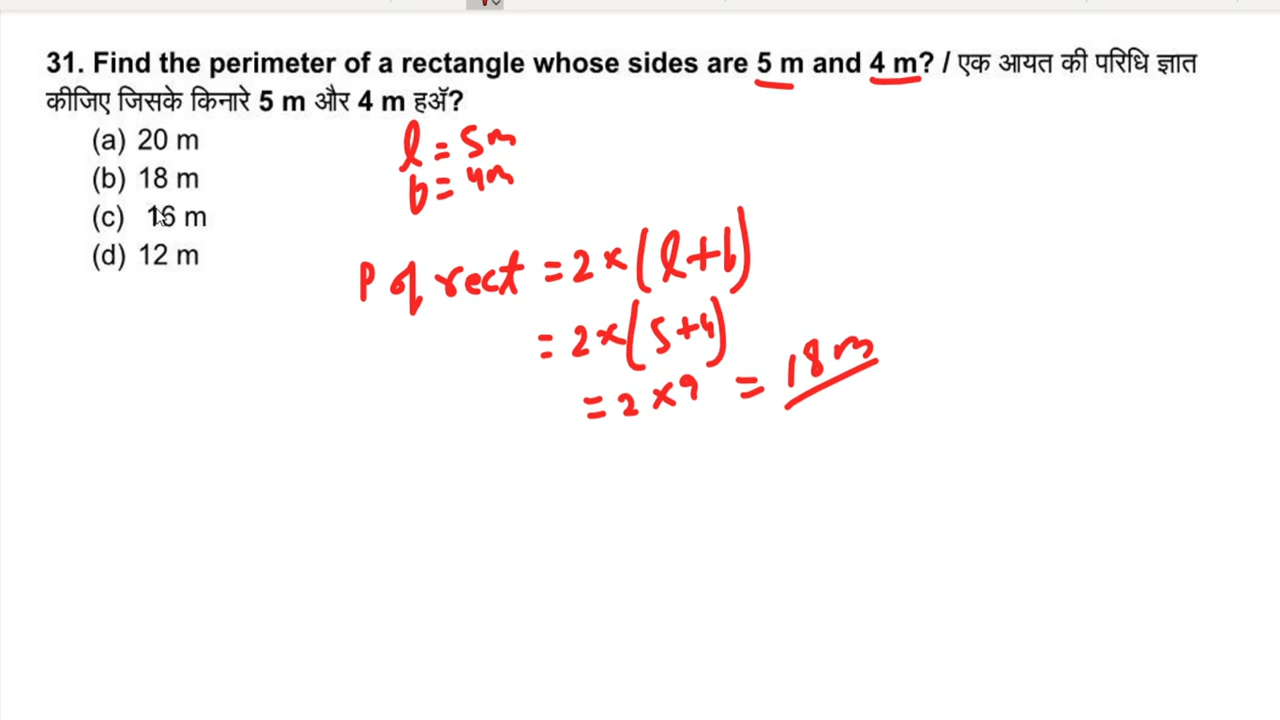 31. Find the perimeter of a rectangle whose sides are 5 m and 4 m? / एक आयत की परिधि ज्ञात
कीजिए जिसके किनारे 5 m और 4 m हॳ?
(a) 20 m
(b) 18 m
(c) 16 m
(d) 12 m
l = 5m
b = 4m
P of rect = 2 × (l+b)
= 2 × (5+4)
= 2 × 9 = 18 m